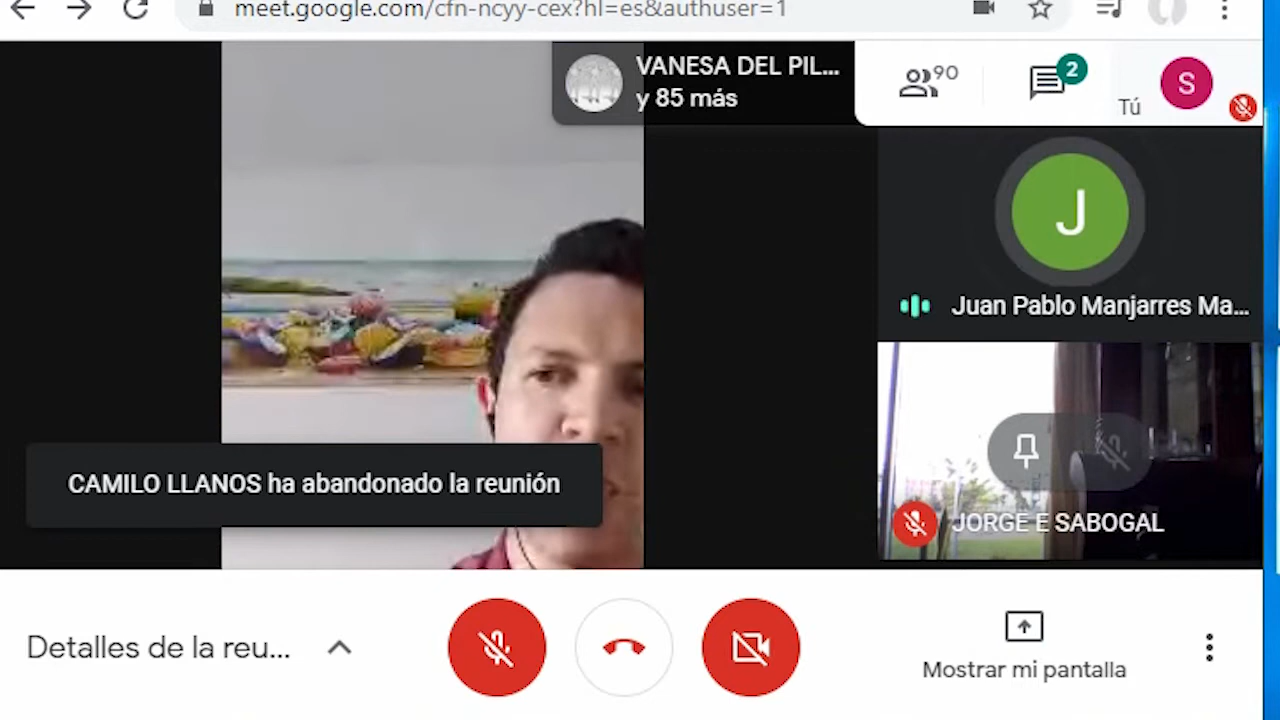 meet.google.com/cfn-ncyy-cex?hl=es&authuser=1
VANESA DEL PIL...
y 85 más
90
2
Tú
S
J
Juan Pablo Manjarres Ma...
CAMILO LLANOS ha abandonado la reunión
JORGE E SABOGAL
Detalles de la reu...
Mostrar mi pantalla